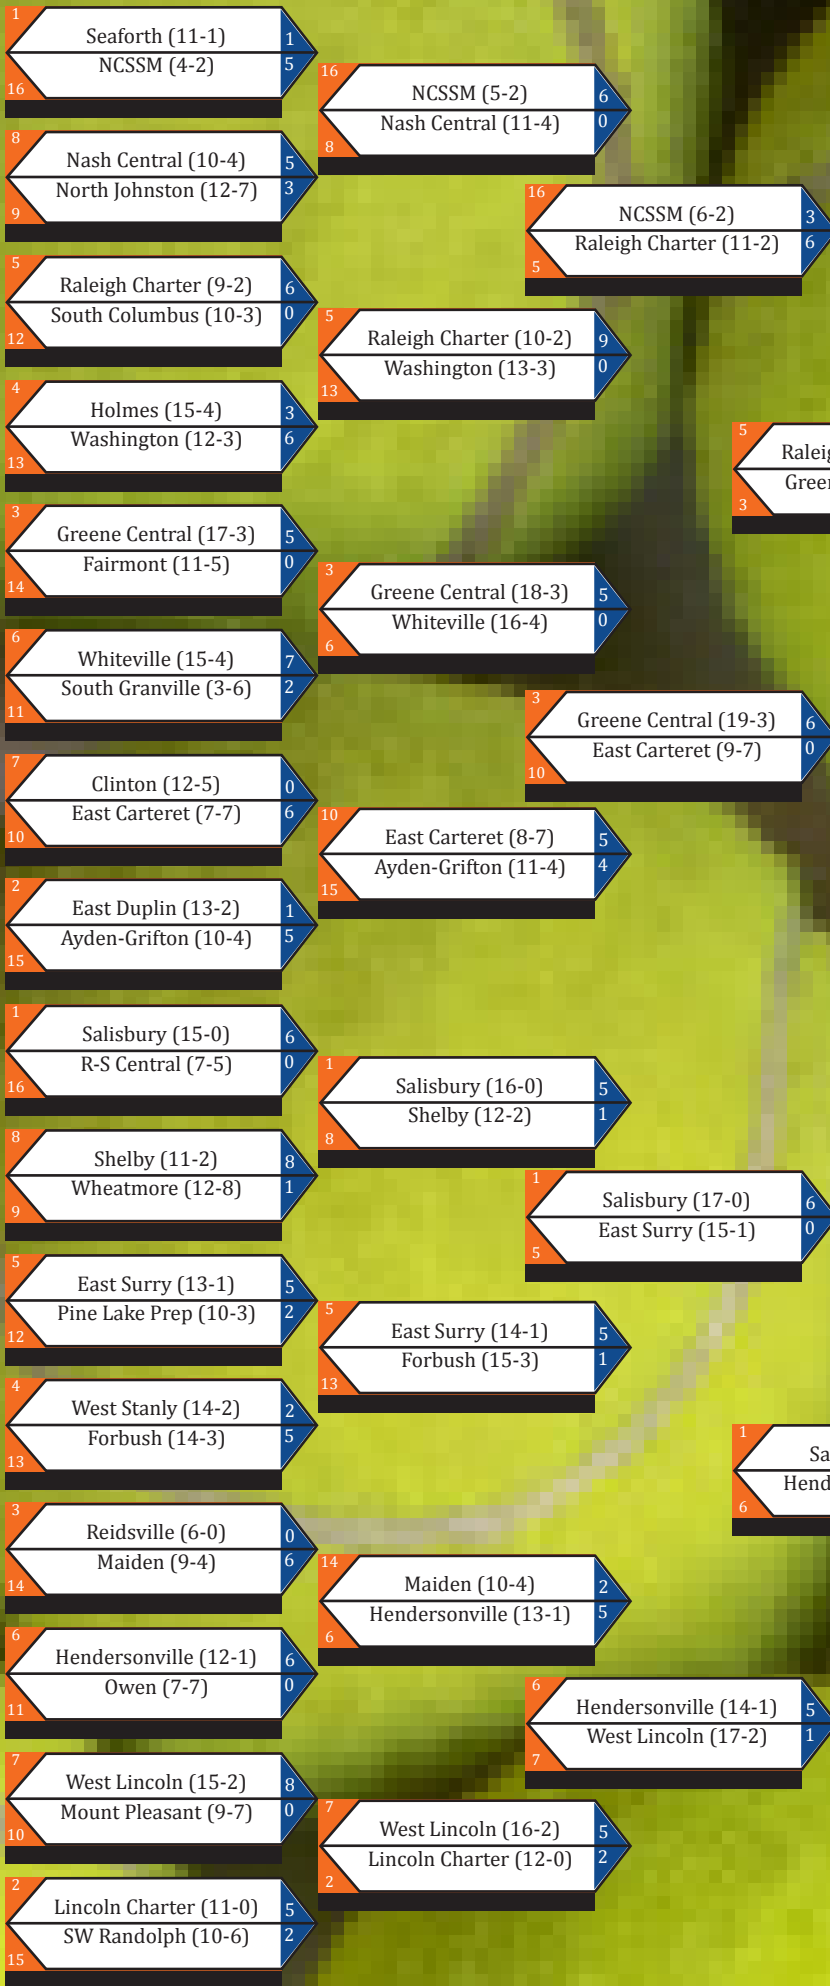 1
Seaforth (11-1) 1
NCSSM (4-2) 5
16
8
Nash Central (10-4) 5
North Johnston (12-7) 3
9
5
Raleigh Charter (9-2) 6
South Columbus (10-3) 0
12
4
Holmes (15-4) 3
Washington (12-3) 6
13
3
Greene Central (17-3) 5
Fairmont (11-5) 0
14
6
Whiteville (15-4) 7
South Granville (3-6) 2
11
7
Clinton (12-5) 0
East Carteret (7-7) 6
10
2
East Duplin (13-2) 1
Ayden-Grifton (10-4) 5
15
1
Salisbury (15-0) 6
R-S Central (7-5) 0
16
8
Shelby (11-2) 8
Wheatmore (12-8) 1
9
5
East Surry (13-1) 5
Pine Lake Prep (10-3) 2
12
4
West Stanly (14-2) 2
Forbush (14-3) 5
13
3
Reidsville (6-0) 0
Maiden (9-4) 6
14
6
Hendersonville (12-1) 6
Owen (7-7) 0
11
7
West Lincoln (15-2) 8
Mount Pleasant (9-7) 0
10
2
Lincoln Charter (11-0) 5
SW Randolph (10-6) 2
15
16
NCSSM (5-2) 6
Nash Central (11-4) 0
8
5
Raleigh Charter (10-2) 9
Washington (13-3) 0
13
3
Greene Central (18-3) 5
Whiteville (16-4) 0
6
10
East Carteret (8-7) 5
Ayden-Grifton (11-4) 4
15
1
Salisbury (16-0) 5
Shelby (12-2) 1
8
5
East Surry (14-1) 5
Forbush (15-3) 1
13
14
Maiden (10-4) 2
Hendersonville (13-1) 5
6
7
West Lincoln (16-2) 5
Lincoln Charter (12-0) 2
2
16
NCSSM (6-2) 3
Raleigh Charter (11-2) 6
5
3
Greene Central (19-3) 6
East Carteret (9-7) 0
10
1
Salisbury (17-0) 6
East Surry (15-1) 0
5
6
Hendersonville (14-1) 5
West Lincoln (17-2) 1
7
5
Raleig
Green
3
1
Sa
Hend
6